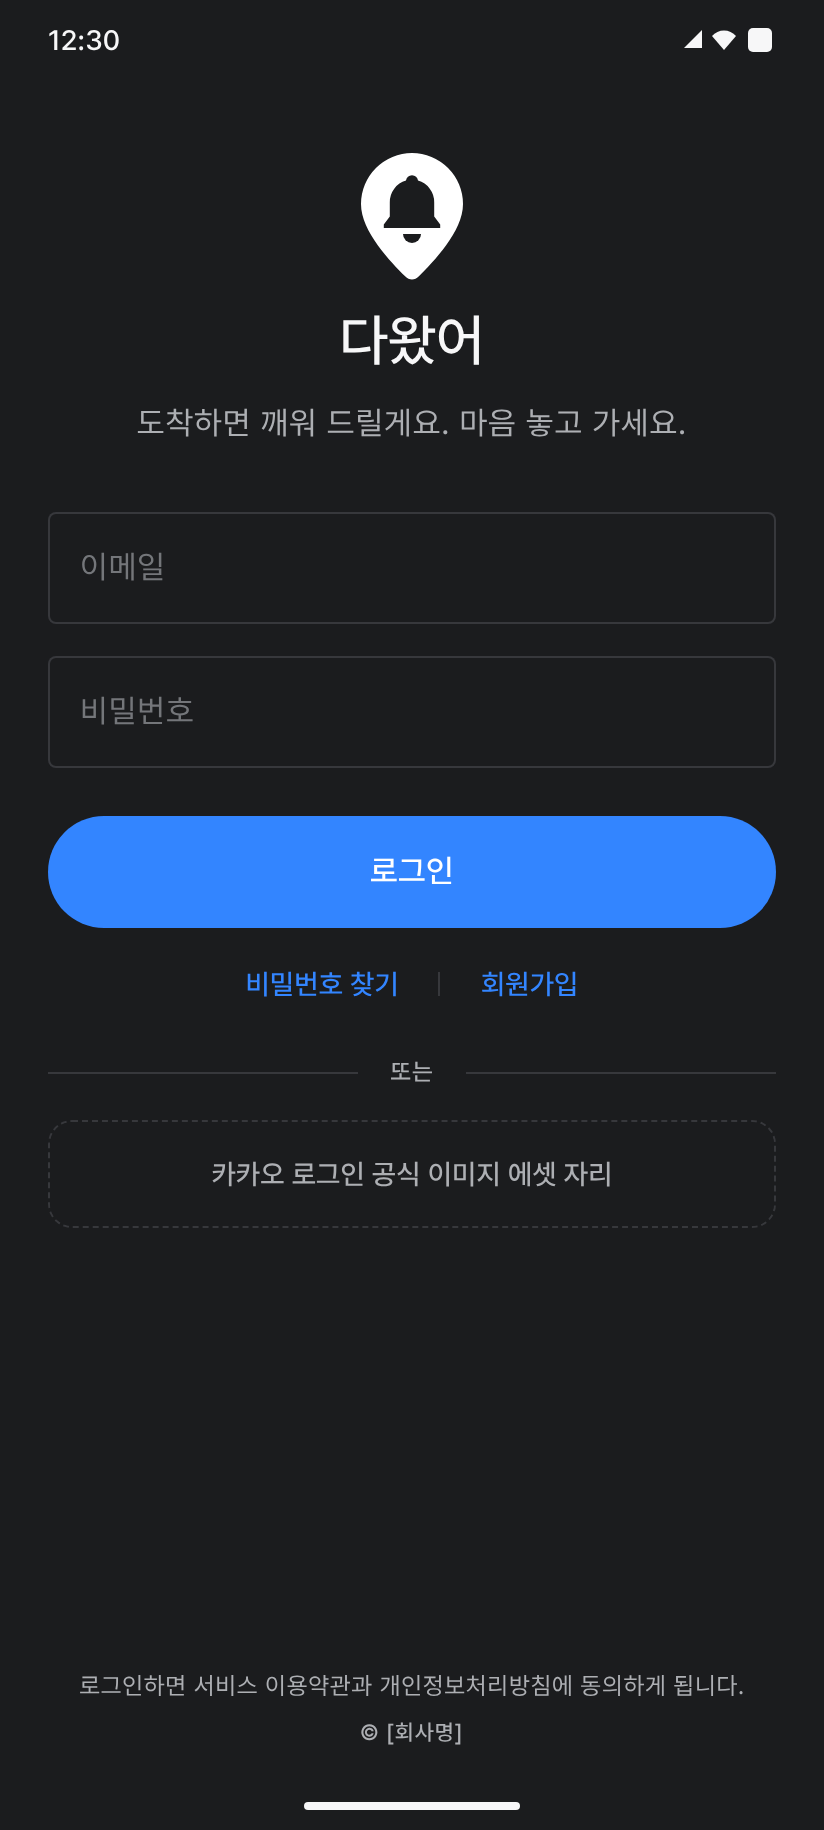 12:30
다왔어
도착하면 깨워 드릴게요. 마음 놓고 가세요.
이메일
비밀번호
로그인
비밀번호 찾기 | 회원가입
또는
카카오 로그인 공식 이미지 에셋 자리
로그인하면 서비스 이용약관과 개인정보처리방침에 동의하게 됩니다.
© [회사명]